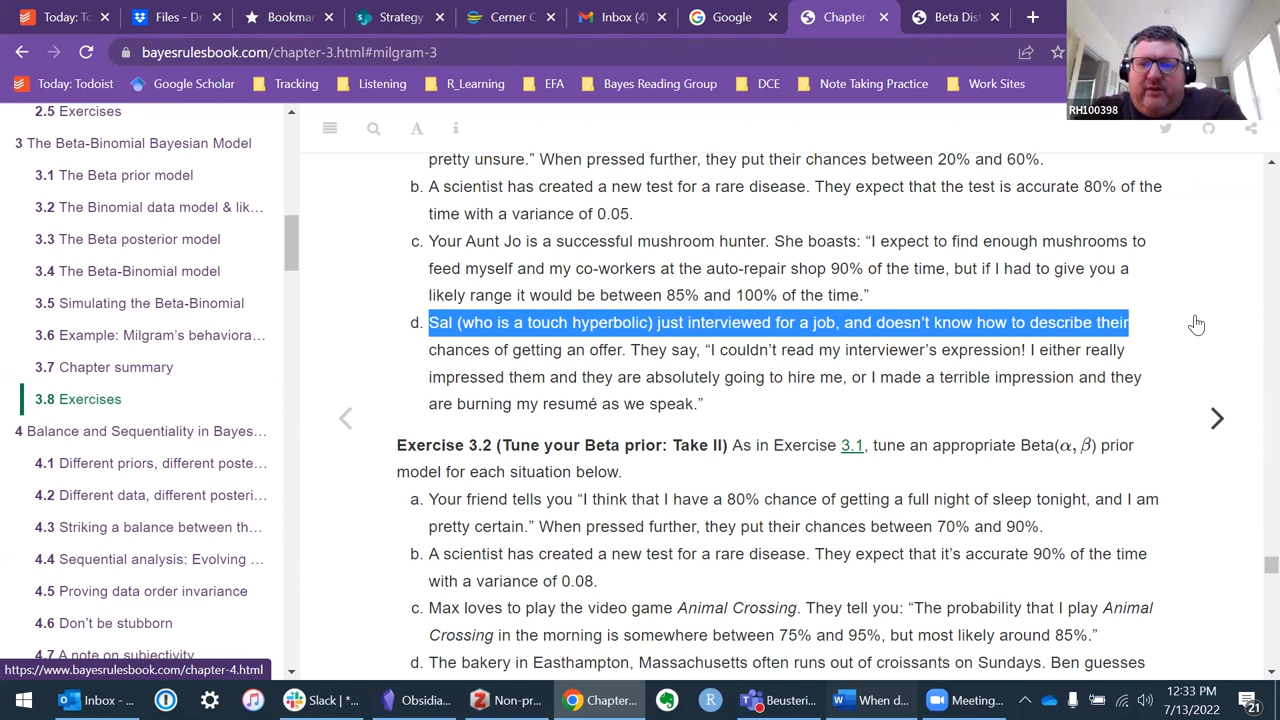 Today: To
Files - Dr
Bookmar
Strategy
Cerner C
Inbox (4)
Google
Chapter
Beta Dis
bayesrulesbook.com/chapter-3.html#milgram-3
Today: Todoist
Google Scholar
Tracking
Listening
R_Learning
EFA
Bayes Reading Group
DCE
Note Taking Practice
Work Sites
RH100398
2.5 Exercises
3 The Beta-Binomial Bayesian Model
3.1 The Beta prior model
3.2 The Binomial data model & lik…
3.3 The Beta posterior model
3.4 The Beta-Binomial model
3.5 Simulating the Beta-Binomial
3.6 Example: Milgram's behaviora…
3.7 Chapter summary
3.8 Exercises
4 Balance and Sequentiality in Bayes…
4.1 Different priors, different poste…
4.2 Different data, different posteri…
4.3 Striking a balance between th…
4.4 Sequential analysis: Evolving …
4.5 Proving data order invariance
4.6 Don't be stubborn
4.7 A note on subjectivity
https://www.bayesrulesbook.com/chapter-4.html
pretty unsure.” When pressed further, they put their chances between 20% and 60%.
b. A scientist has created a new test for a rare disease. They expect that the test is accurate 80% of the
time with a variance of 0.05.
c. Your Aunt Jo is a successful mushroom hunter. She boasts: “I expect to find enough mushrooms to
feed myself and my co-workers at the auto-repair shop 90% of the time, but if I had to give you a
likely range it would be between 85% and 100% of the time.”
d. Sal (who is a touch hyperbolic) just interviewed for a job, and doesn’t know how to describe their
chances of getting an offer. They say, “I couldn’t read my interviewer’s expression! I either really
impressed them and they are absolutely going to hire me, or I made a terrible impression and they
are burning my resumé as we speak.”
Exercise 3.2 (Tune your Beta prior: Take II) As in Exercise 3.1, tune an appropriate Beta(α, β) prior
model for each situation below.
a. Your friend tells you “I think that I have a 80% chance of getting a full night of sleep tonight, and I am
pretty certain.” When pressed further, they put their chances between 70% and 90%.
b. A scientist has created a new test for a rare disease. They expect that it’s accurate 90% of the time
with a variance of 0.08.
c. Max loves to play the video game Animal Crossing. They tell you: “The probability that I play Animal
Crossing in the morning is somewhere between 75% and 95%, but most likely around 85%.”
d. The bakery in Easthampton, Massachusetts often runs out of croissants on Sundays. Ben guesses
Inbox - ...
Slack | *...
Obsidia...
Non-pr...
Chapter...
R
Beusteri...
When d...
Meeting...
12:33 PM
7/13/2022
21